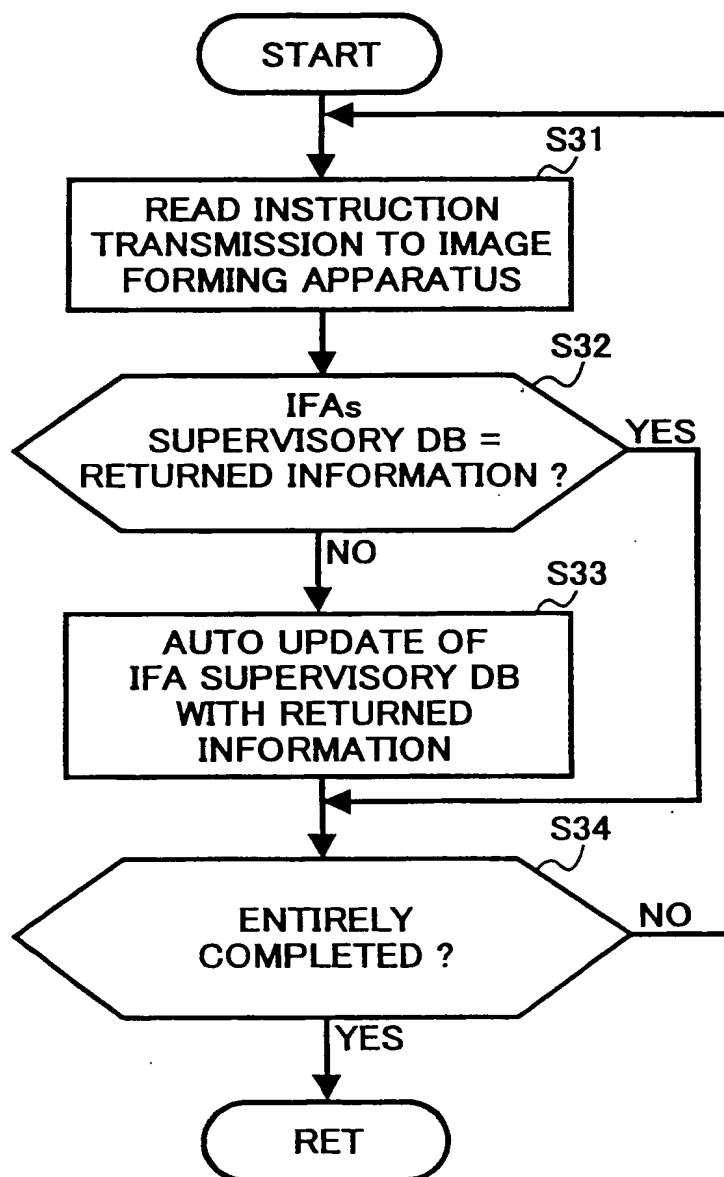 START
S31
READ INSTRUCTION
TRANSMISSION TO IMAGE
FORMING APPARATUS
S32
IFAs
SUPERVISORY DB =
RETURNED INFORMATION ?
YES
NO
S33
AUTO UPDATE OF
IFA SUPERVISORY DB
WITH RETURNED
INFORMATION
S34
ENTIRELY
COMPLETED ?
NO
YES
RET